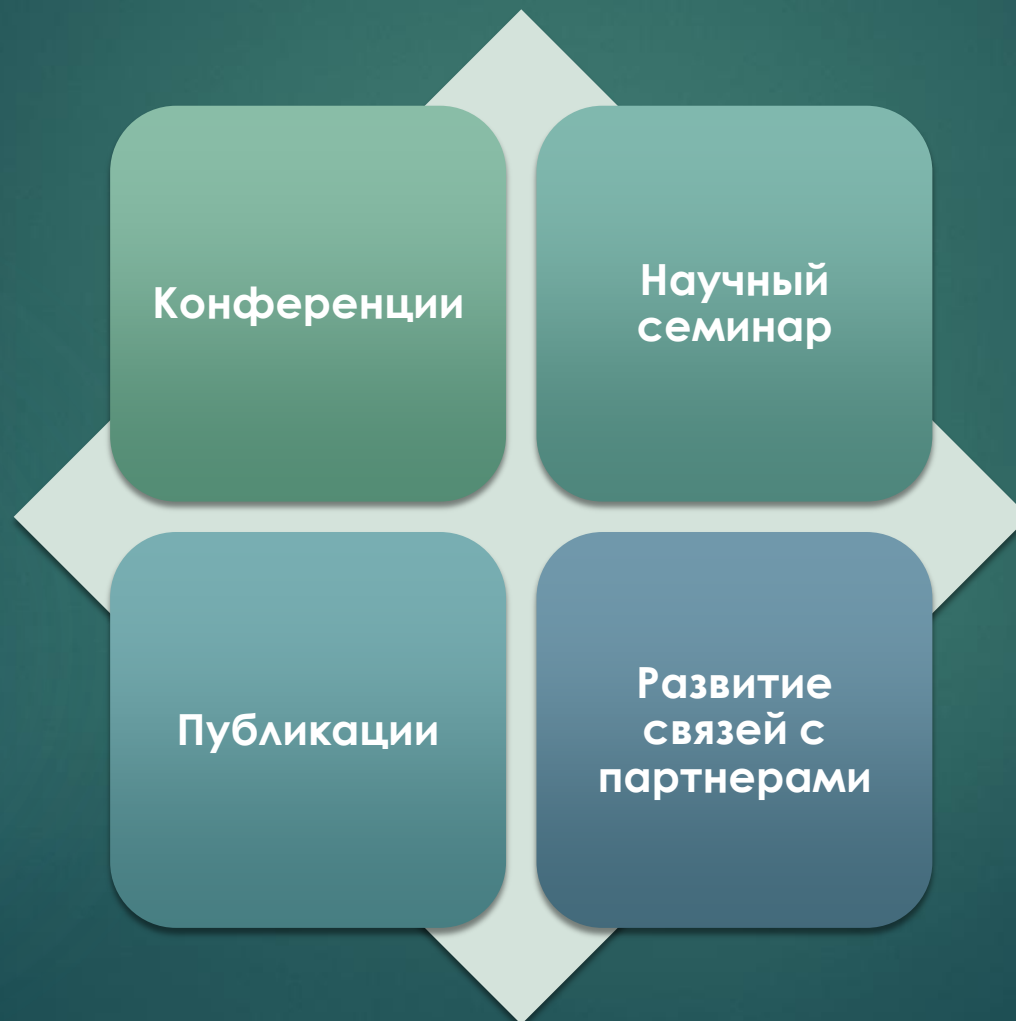 Конференции
Научный
семинар
Публикации
Развитие
связей с
партнерами